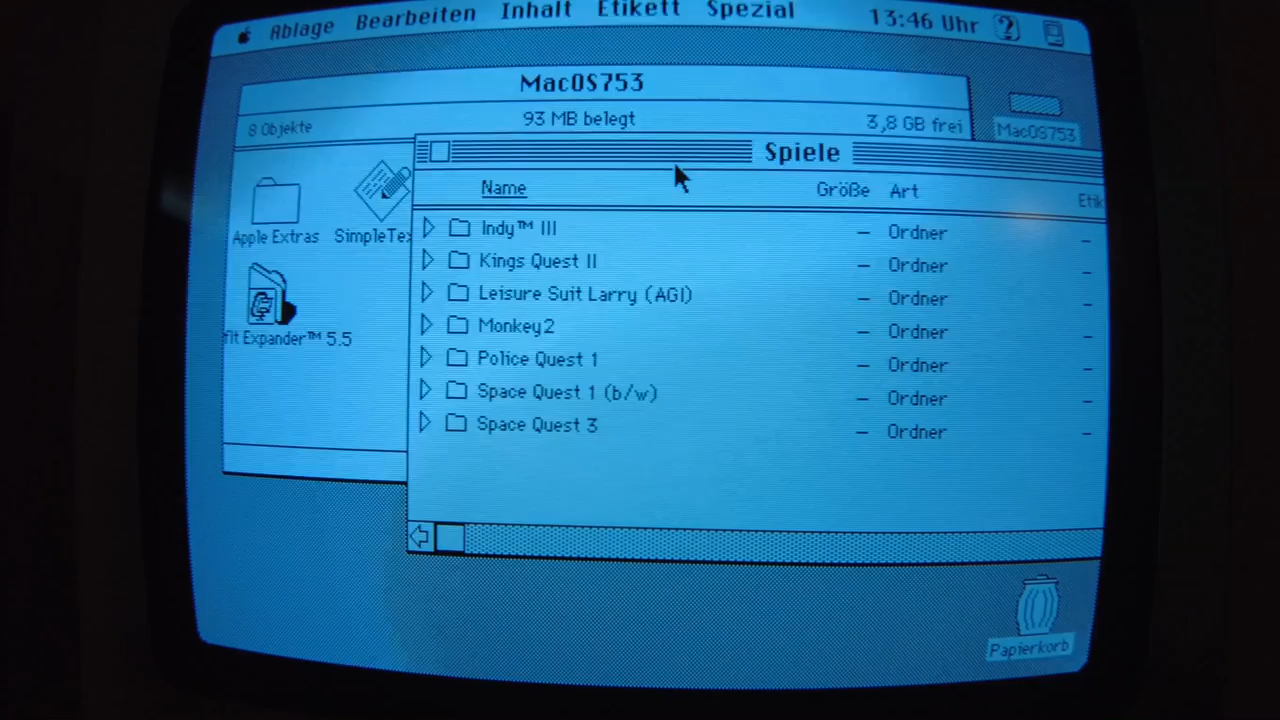 Ablage Bearbeiten Inhalt Etikett Spezial 13:46 Uhr
MacOS753
8 Objekte 93 MB belegt 3,8 GB frei
MacOS753
Spiele
Name Größe Art Etik
Indy™ III – Ordner –
Kings Quest II – Ordner –
Leisure Suit Larry (AGI) – Ordner –
Monkey2 – Ordner –
Police Quest 1 – Ordner –
Space Quest 1 (b/w) – Ordner –
Space Quest 3 – Ordner –
Apple Extras SimpleTex
fit Expander™ 5.5
Papierkorb